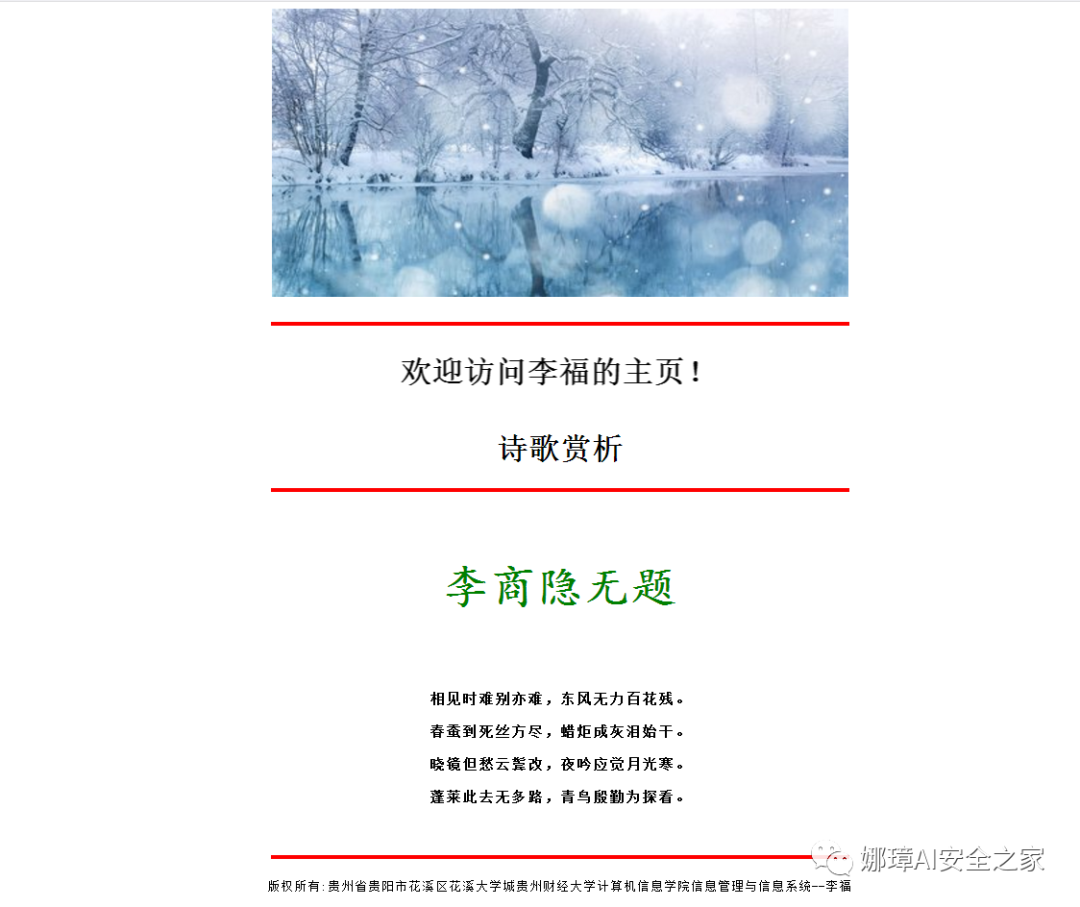 欢迎访问李福的主页！
诗歌赏析
李商隐无题
相见时难别亦难，东风无力百花残。
春蚕到死丝方尽，蜡炬成灰泪始干。
晓镜但愁云鬓改，夜吟应觉月光寒。
蓬莱此去无多路，青鸟殷勤为探看。
娜璋AI安全之家
版权所有:贵州省贵阳市花溪区花溪大学城贵州财经大学计算机信息学院信息管理与信息系统--李福